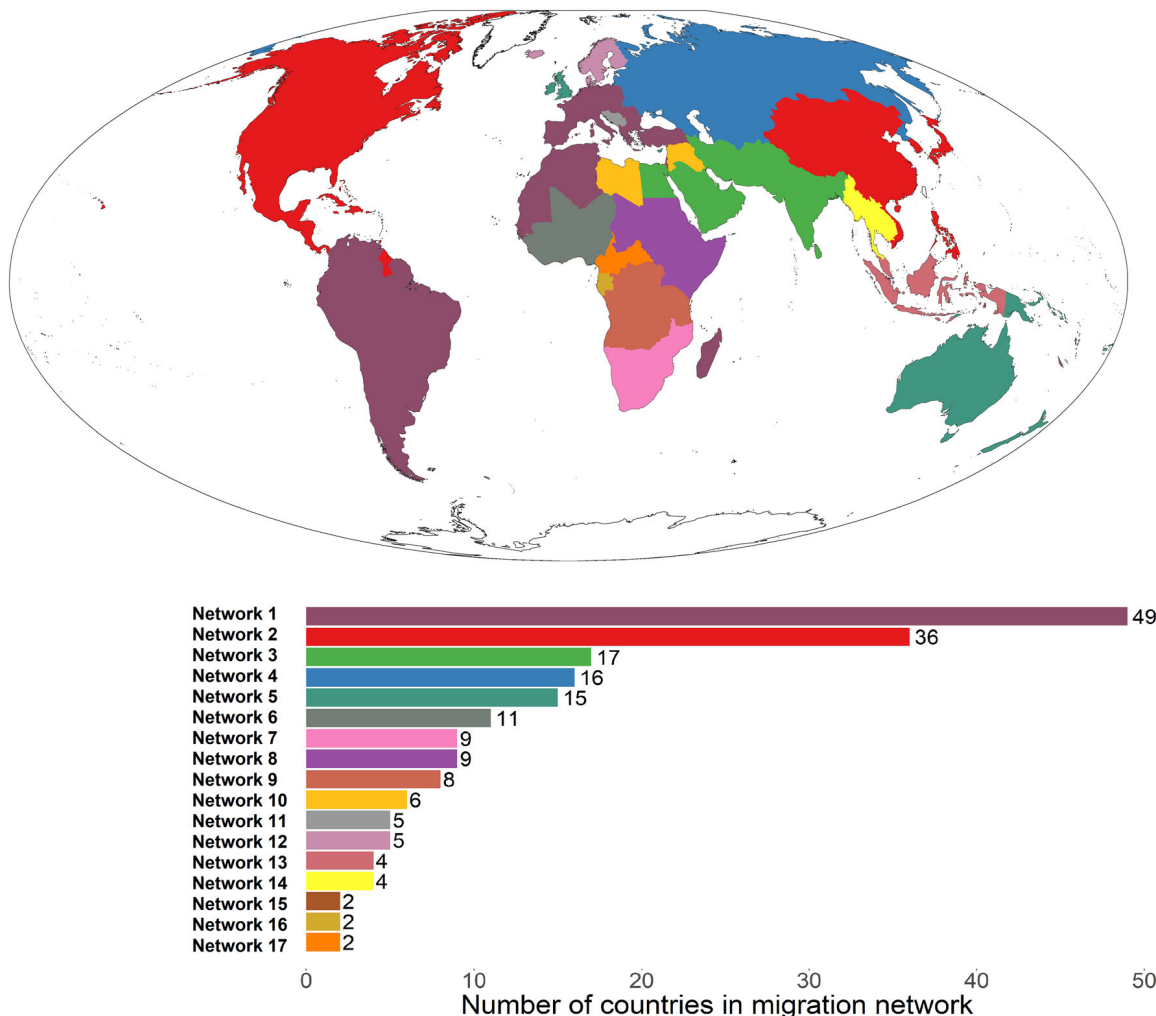 Network 1 49
Network 2 36
Network 3 17
Network 4 16
Network 5 15
Network 6 11
Network 7 9
Network 8 9
Network 9 8
Network 10 6
Network 11 5
Network 12 5
Network 13 4
Network 14 4
Network 15 2
Network 16 2
Network 17 2
0 10 20 30 40 50
Number of countries in migration network